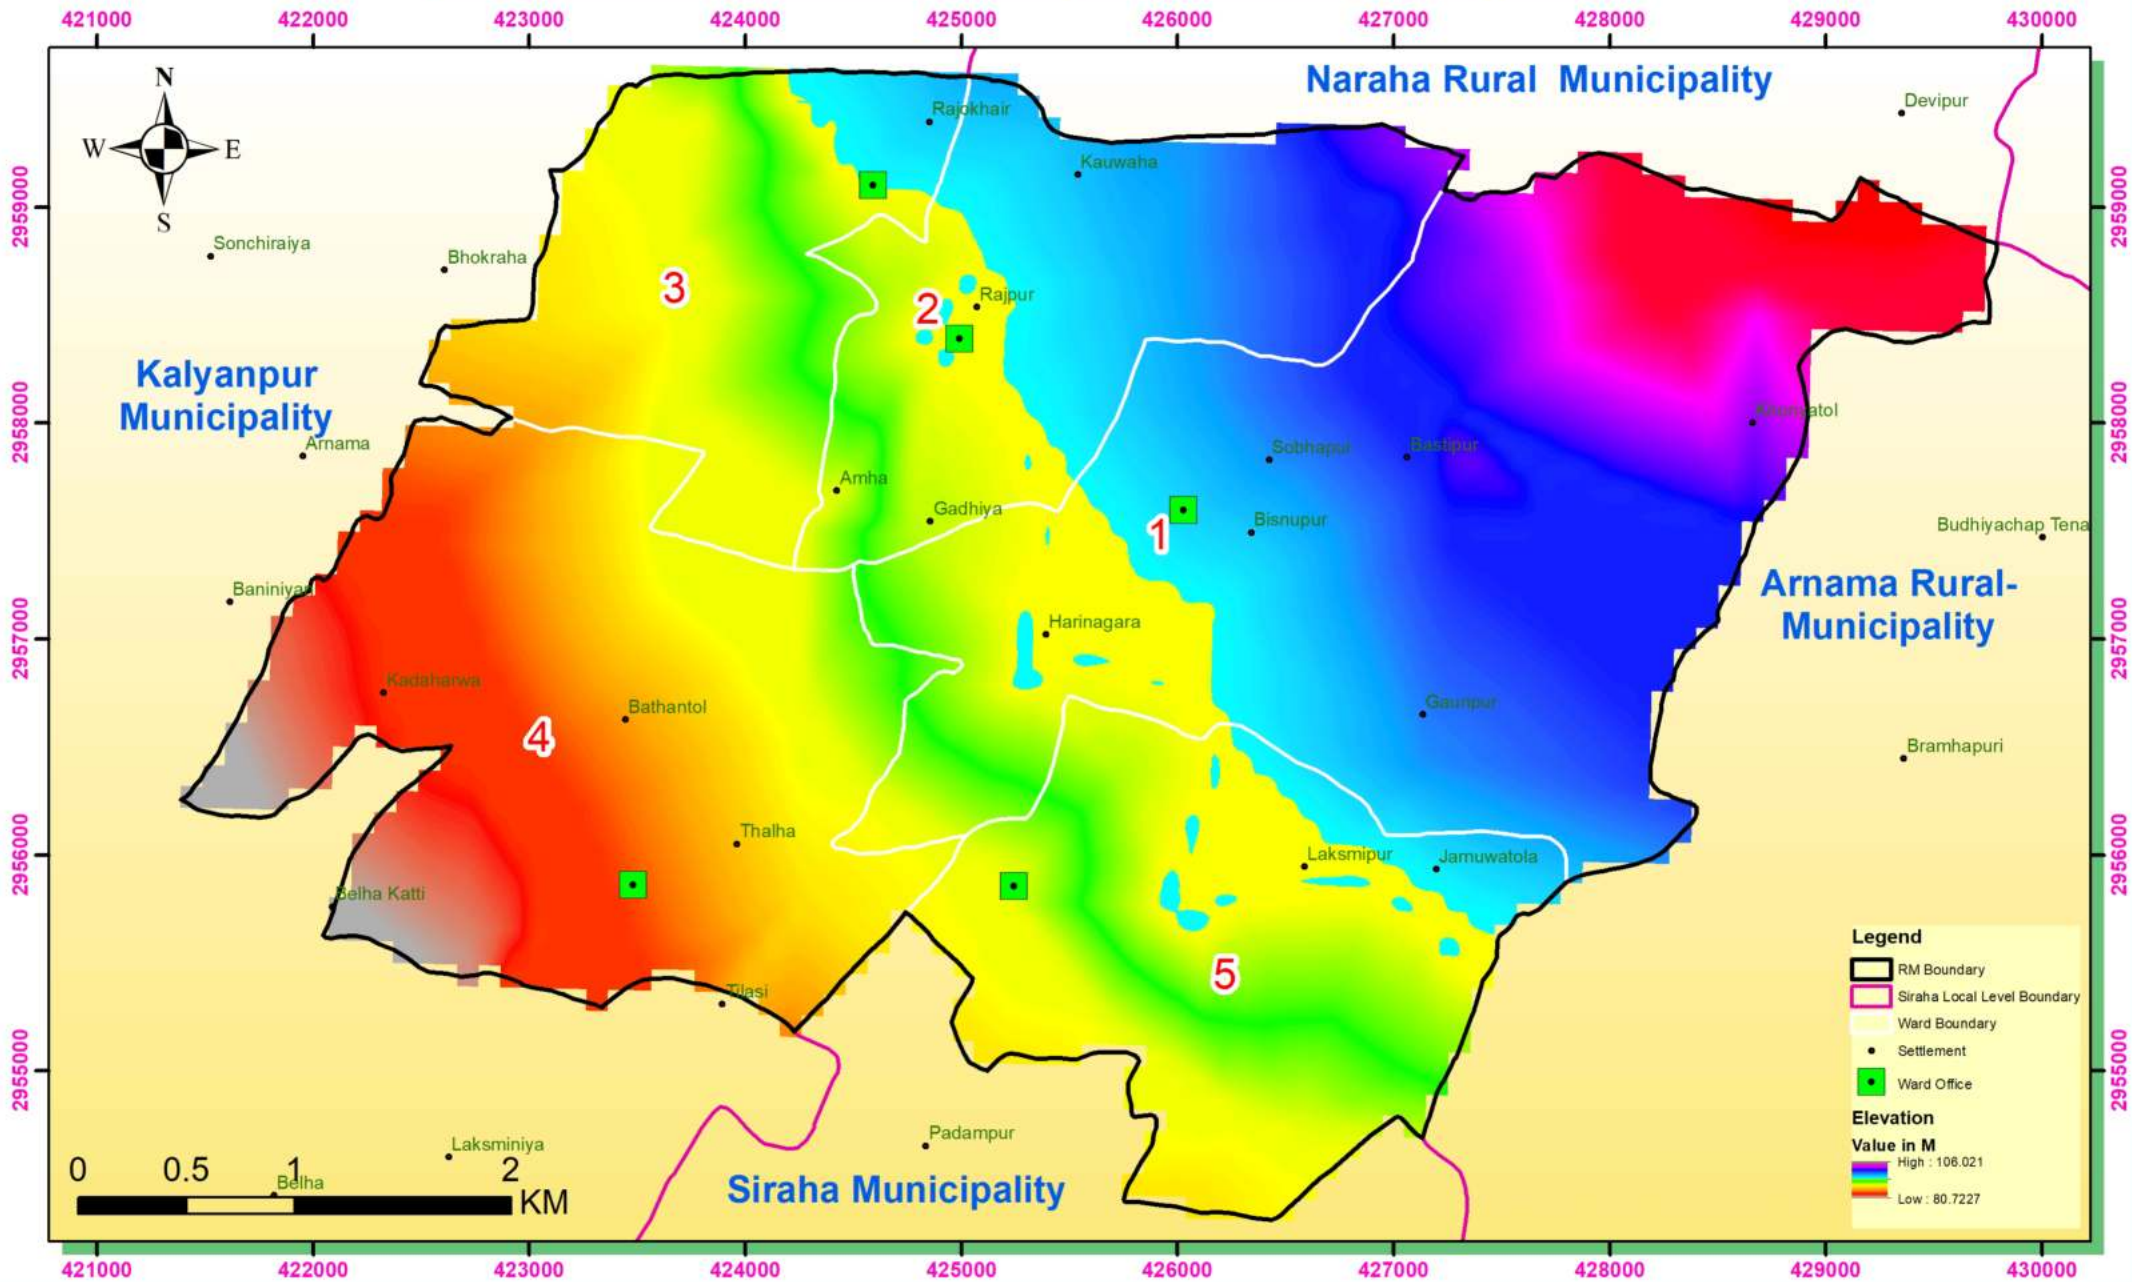 421000 422000 423000 424000 425000 426000 427000 428000 429000 430000
N
W E
S
Naraha Rural Municipality
Devipur
Rajokhair
Kauwaha
2959000
2959000
Sonchiraiya
Bhokraha
3
2
Rajpur
Kalyanpur
Municipality
2958000
2958000
Arnama
Khonyatol
Sobhapur
Bastipur
Amha
Gadhiya
1
Bisnupur
Budhiyachap Tena
Baniniyar
Arnama Rural-
Municipality
2957000
2957000
Harinagara
Kadaharwa
Bathantol
4
Gaunpur
Bramhapuri
2956000
2956000
Thalha
Laksmipur
Jamuwatola
Belha Katti
5
Tilasi
2955000
2955000
Padampur
Laksminiya
Belha
Siraha Municipality
0 0.5 1 2
KM
Legend
RM Boundary
Siraha Local Level Boundary
Ward Boundary
Settlement
Ward Office
Elevation
Value in M
High : 106.021
Low : 80.7227
421000 422000 423000 424000 425000 426000 427000 428000 429000 430000